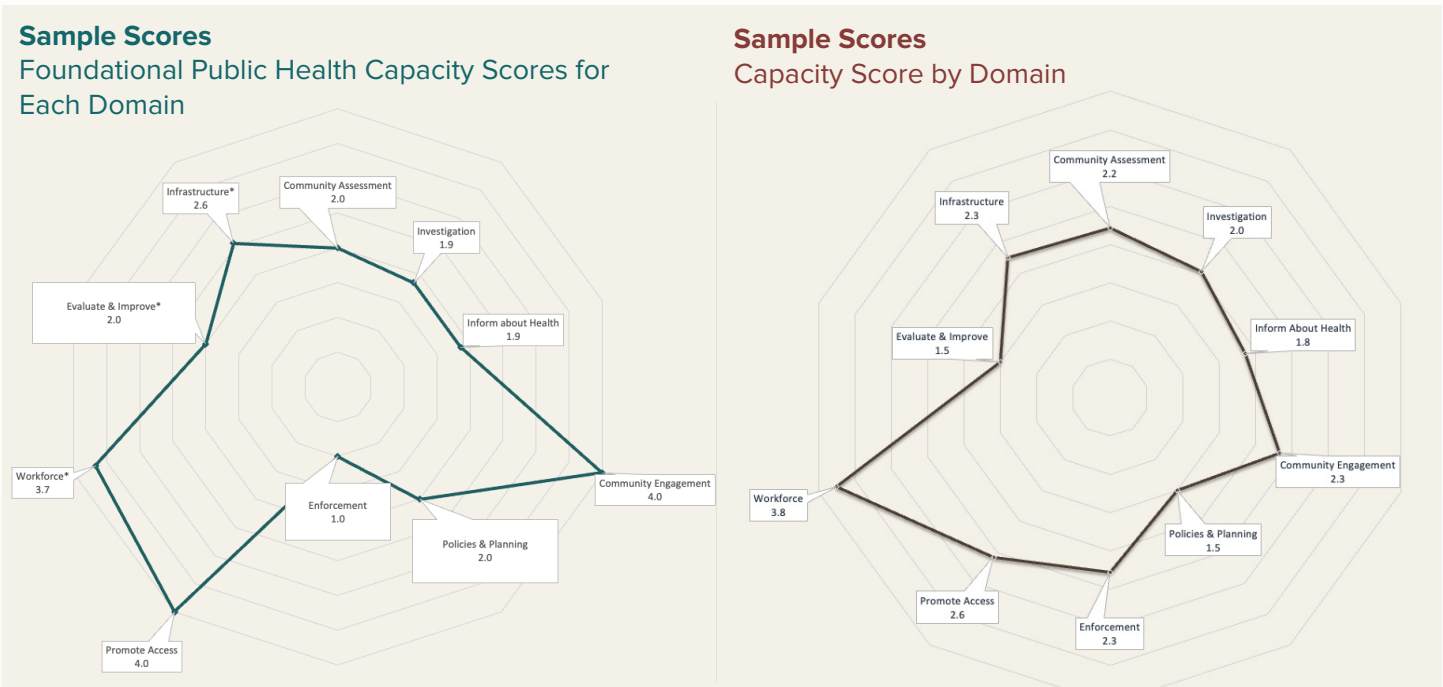 Sample Scores
Foundational Public Health Capacity Scores for
Each Domain
Community Assessment
2.0
Infrastructure*
2.6
Investigation
1.9
Evaluate & Improve*
2.0
Inform about Health
1.9
Workforce*
3.7
Community Engagement
4.0
Enforcement
1.0
Policies & Planning
2.0
Promote Access
4.0
Sample Scores
Capacity Score by Domain
Community Assessment
2.2
Infrastructure
2.3
Investigation
2.0
Evaluate & Improve
1.5
Inform About Health
1.8
Community Engagement
2.3
Workforce
3.8
Policies & Planning
1.5
Promote Access
2.6
Enforcement
2.3